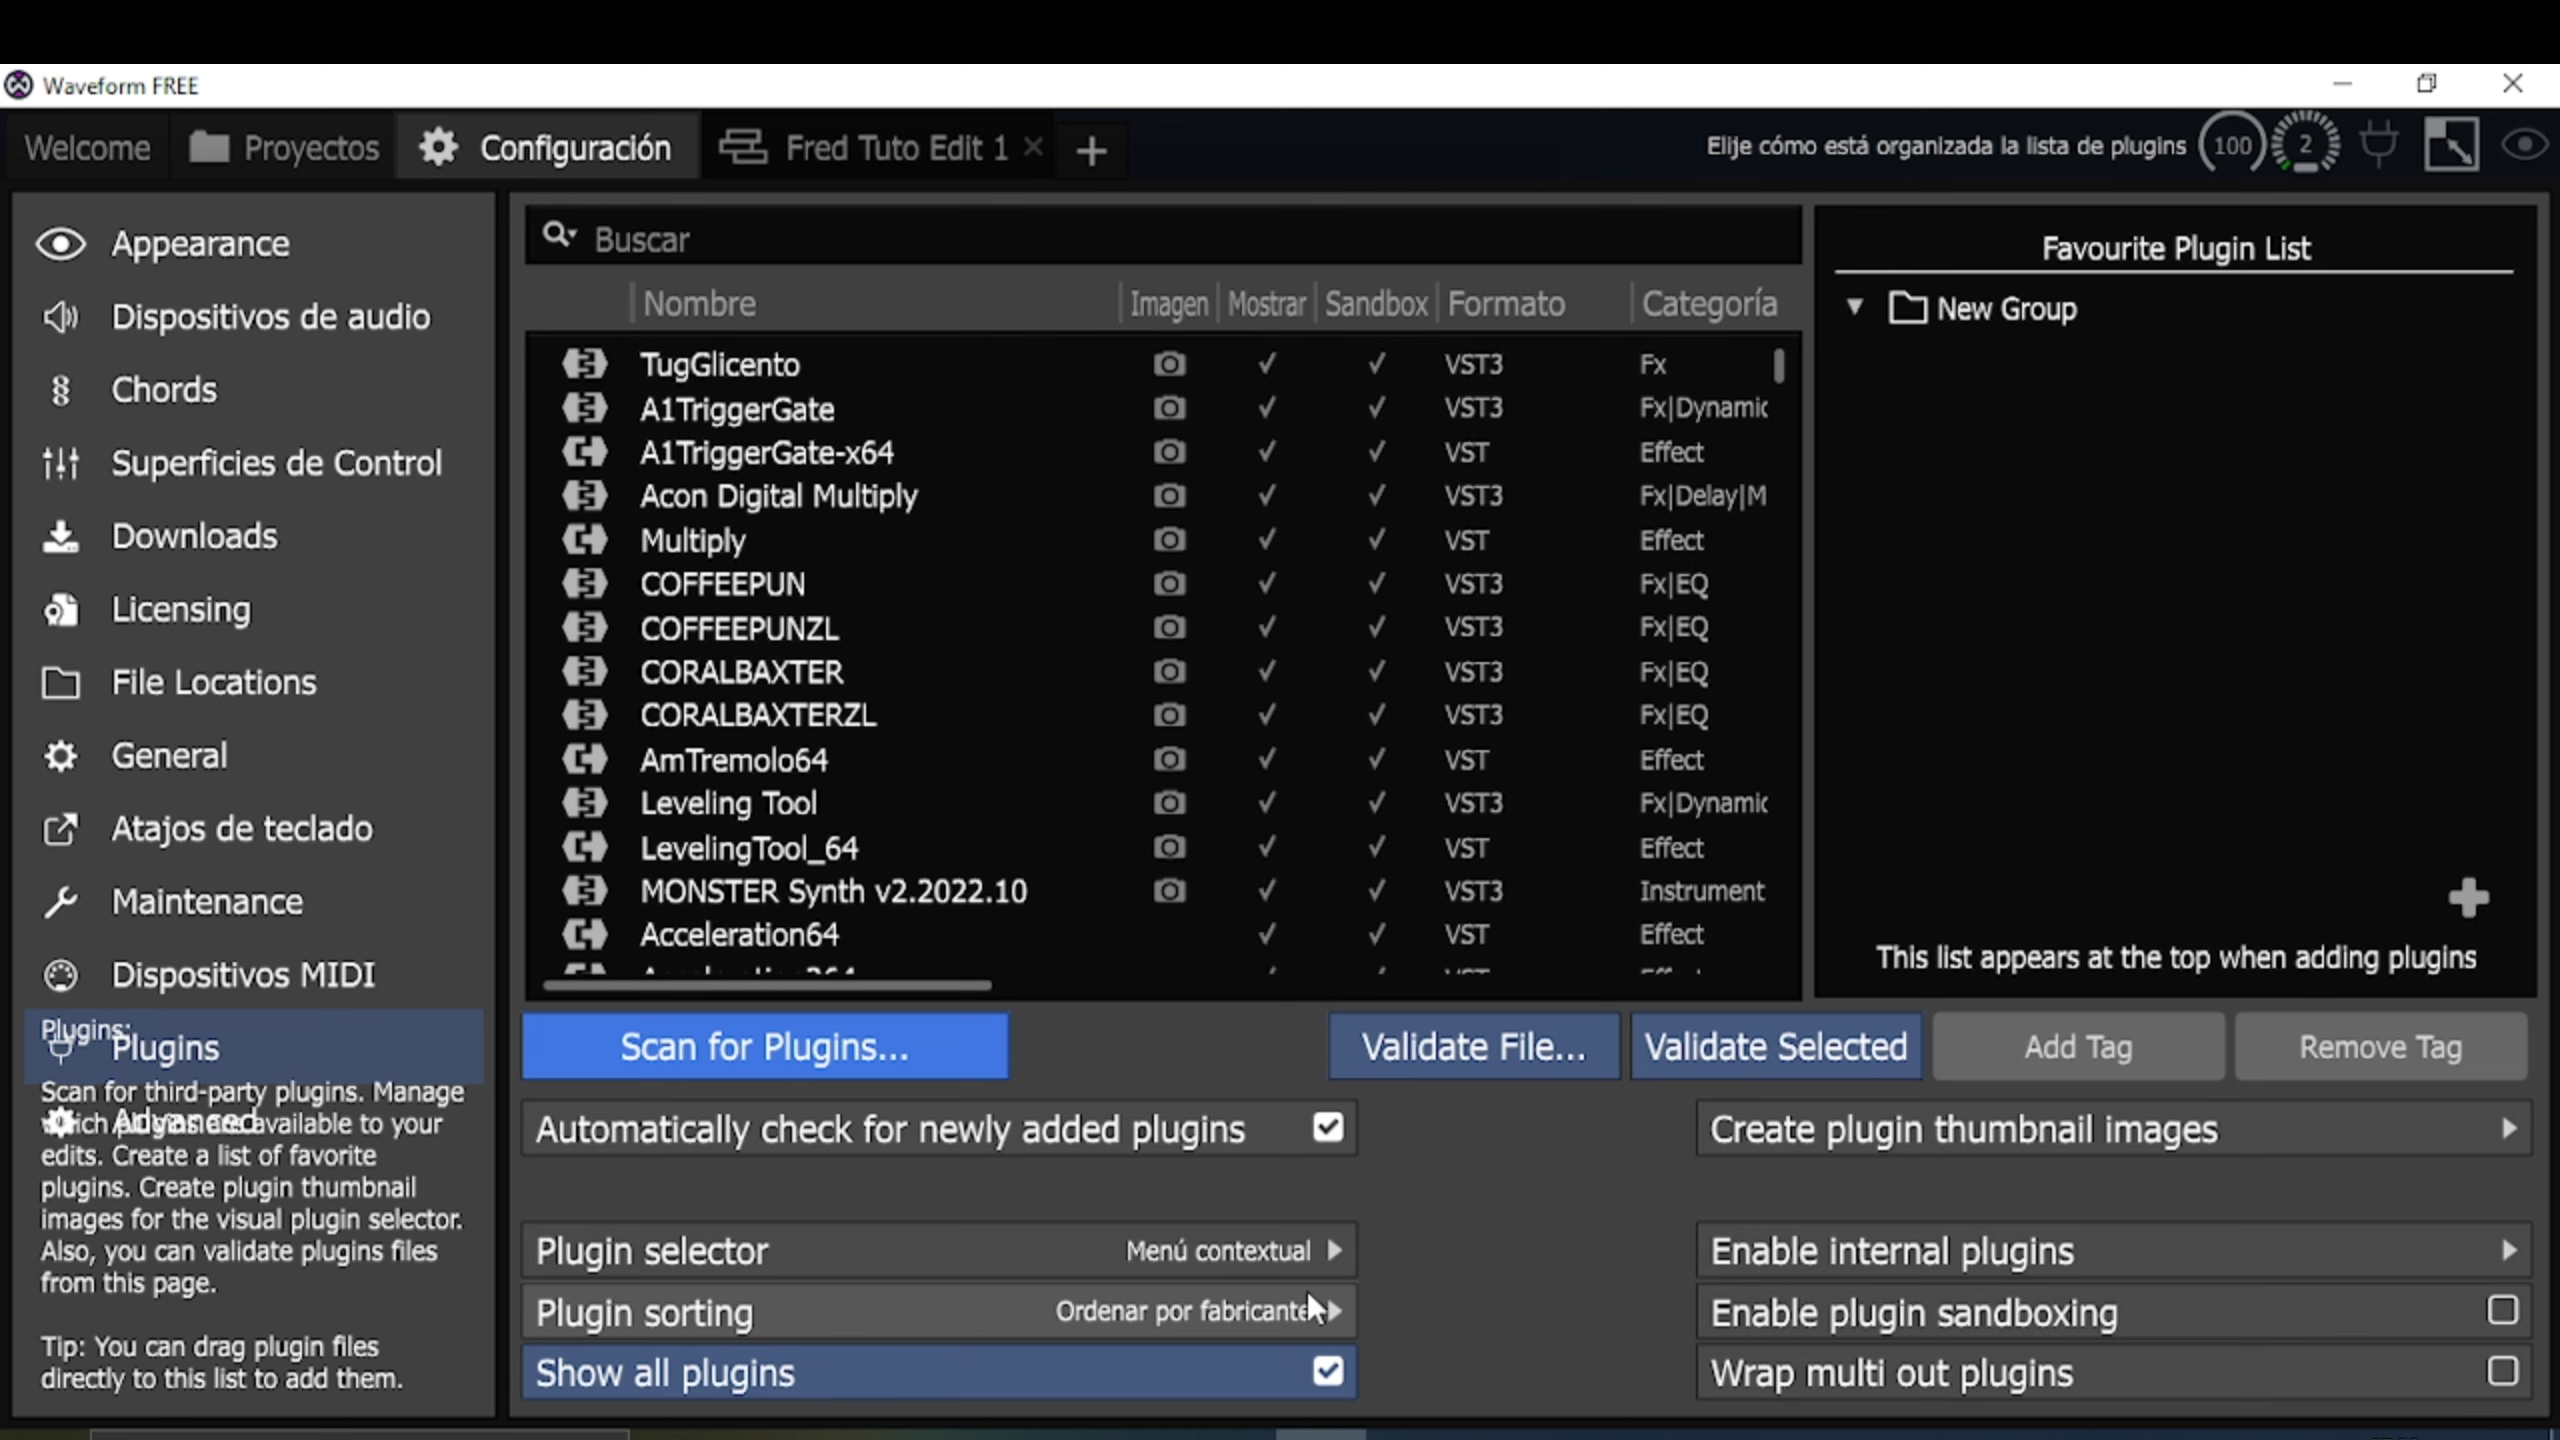 Waveform FREE
Welcome
Proyectos
Configuración
Fred Tuto Edit 1
Elije cómo está organizada la lista de plugins
100
2
Appearance
Dispositivos de audio
Chords
Superficies de Control
Downloads
Licensing
File Locations
General
Atajos de teclado
Maintenance
Dispositivos MIDI
Plugins:
Plugins
Scan for third-party plugins. Manage
available to your
Advanced
edits. Create a list of favorite
plugins. Create plugin thumbnail
images for the visual plugin selector.
Also, you can validate plugins files
from this page.
Tip: You can drag plugin files
directly to this list to add them.
Buscar
Nombre Imagen Mostrar Sandbox Formato Categoría
TugGlicento VST3 Fx
A1TriggerGate VST3 Fx|Dynamic
A1TriggerGate-x64 VST Effect
Acon Digital Multiply VST3 Fx|Delay|M
Multiply VST Effect
COFFEEPUN VST3 Fx|EQ
COFFEEPUNZL VST3 Fx|EQ
CORALBAXTER VST3 Fx|EQ
CORALBAXTERZL VST3 Fx|EQ
AmTremolo64 VST Effect
Leveling Tool VST3 Fx|Dynamic
LevelingTool_64 VST Effect
MONSTER Synth v2.2022.10 VST3 Instrument
Acceleration64 VST Effect
Favourite Plugin List
New Group
This list appears at the top when adding plugins
Scan for Plugins...
Validate File...
Validate Selected
Add Tag
Remove Tag
Automatically check for newly added plugins
Create plugin thumbnail images
Plugin selector Menú contextual
Enable internal plugins
Plugin sorting Ordenar por fabricante
Enable plugin sandboxing
Show all plugins
Wrap multi out plugins